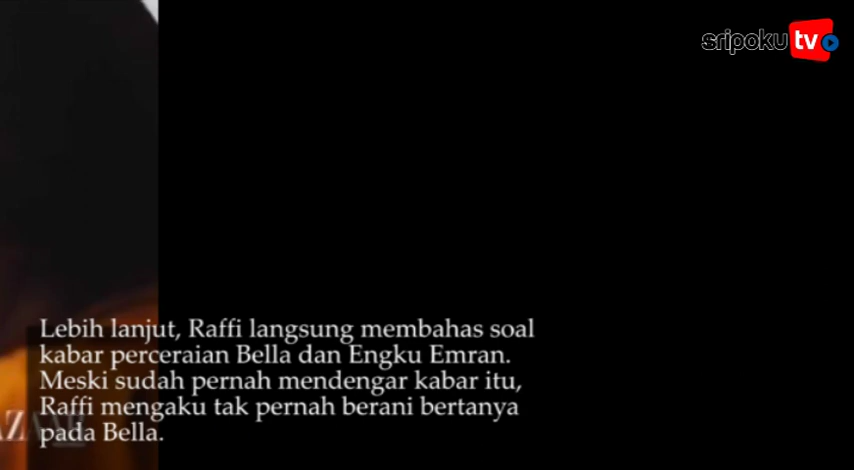 sripoku tv
Lebih lanjut, Raffi langsung membahas soal
kabar perceraian Bella dan Engku Emran.
Meski sudah pernah mendengar kabar itu,
Raffi mengaku tak pernah berani bertanya
pada Bella.